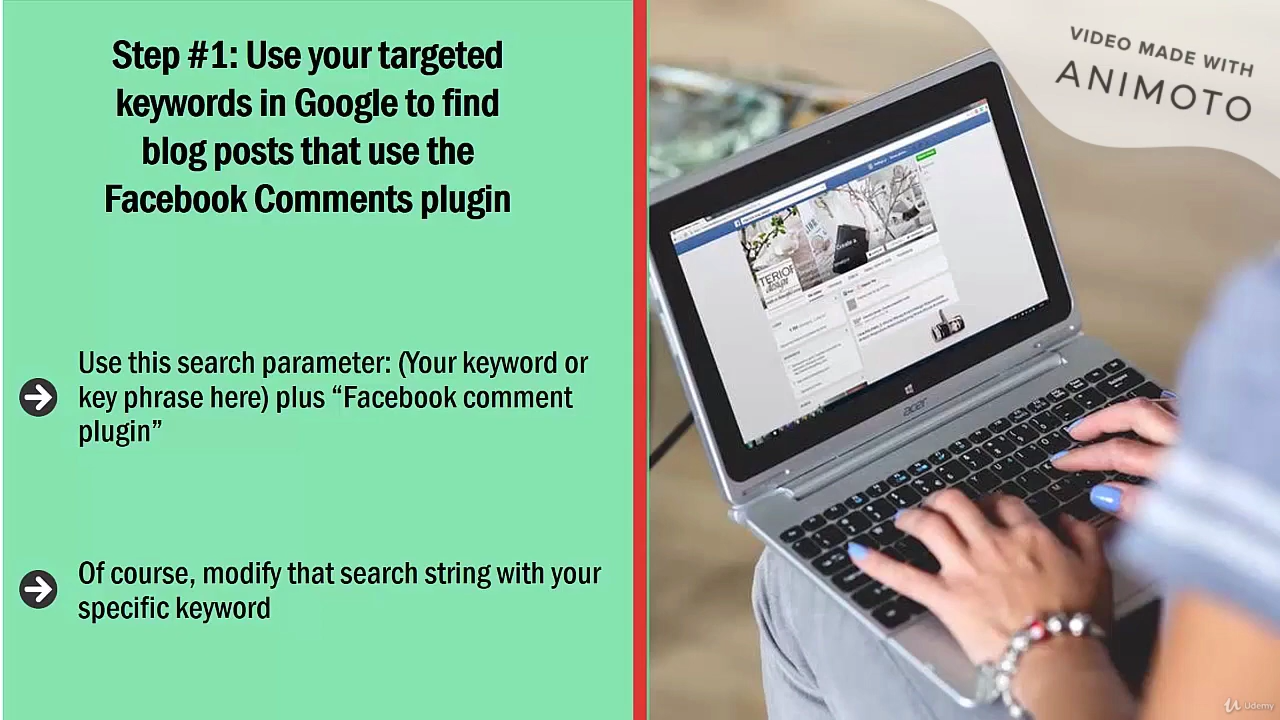 Step #1: Use your targeted
keywords in Google to find
blog posts that use the
Facebook Comments plugin
Use this search parameter: (Your keyword or
key phrase here) plus “Facebook comment
plugin”
Of course, modify that search string with your
specific keyword
VIDEO MADE WITH
ANIMOTO
acer
Udemy